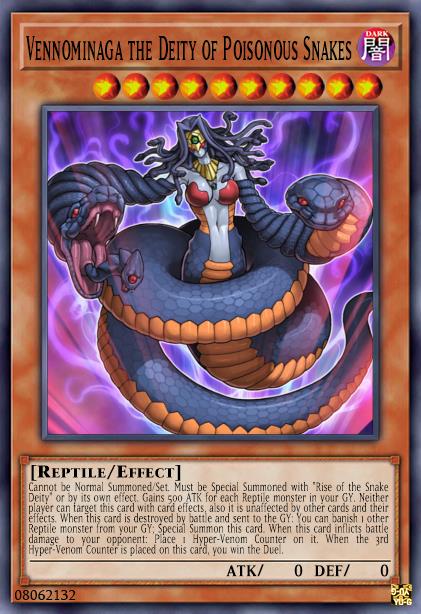 Vennominaga the Deity of Poisonous Snakes
DARK
闇
[Reptile/Effect]
Cannot be Normal Summoned/Set. Must be Special Summoned with "Rise of the Snake
Deity" or by its own effect. Gains 500 ATK for each Reptile monster in your GY. Neither
player can target this card with card effects, also it is unaffected by other cards and their
effects. When this card is destroyed by battle and sent to the GY: You can banish 1 other
Reptile monster from your GY; Special Summon this card. When this card inflicts battle
damage to your opponent: Place 1 Hyper-Venom Counter on it. When the 3rd
Hyper-Venom Counter is placed on this card, you win the Duel.
ATK/ 0 DEF/ 0
08062132